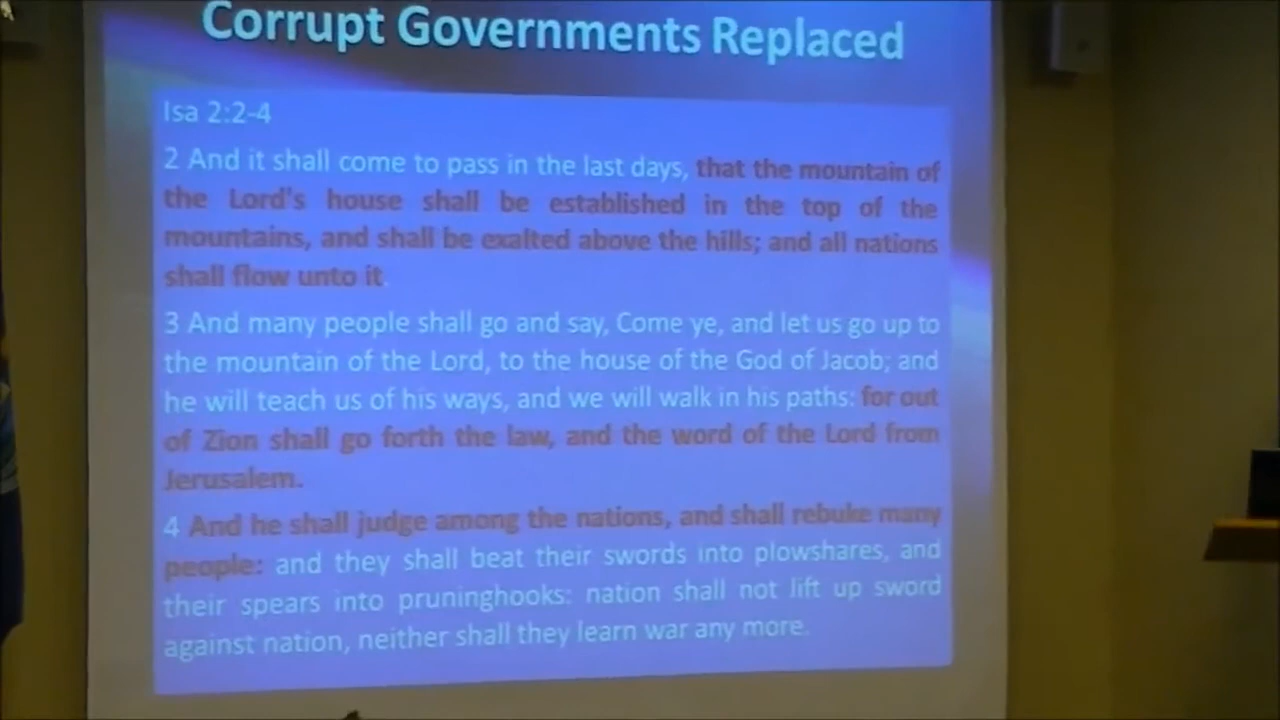 Corrupt Governments Replaced
Isa 2:2-4
2 And it shall come to pass in the last days, that the mountain of
the Lord's house shall be established in the top of the
mountains, and shall be exalted above the hills; and all nations
shall flow unto it.
3 And many people shall go and say, Come ye, and let us go up to
the mountain of the Lord, to the house of the God of Jacob; and
he will teach us of his ways, and we will walk in his paths: for out
of Zion shall go forth the law, and the word of the Lord from
Jerusalem.
4 And he shall judge among the nations, and shall rebuke many
people: and they shall beat their swords into plowshares, and
their spears into pruninghooks: nation shall not lift up sword
against nation, neither shall they learn war any more.